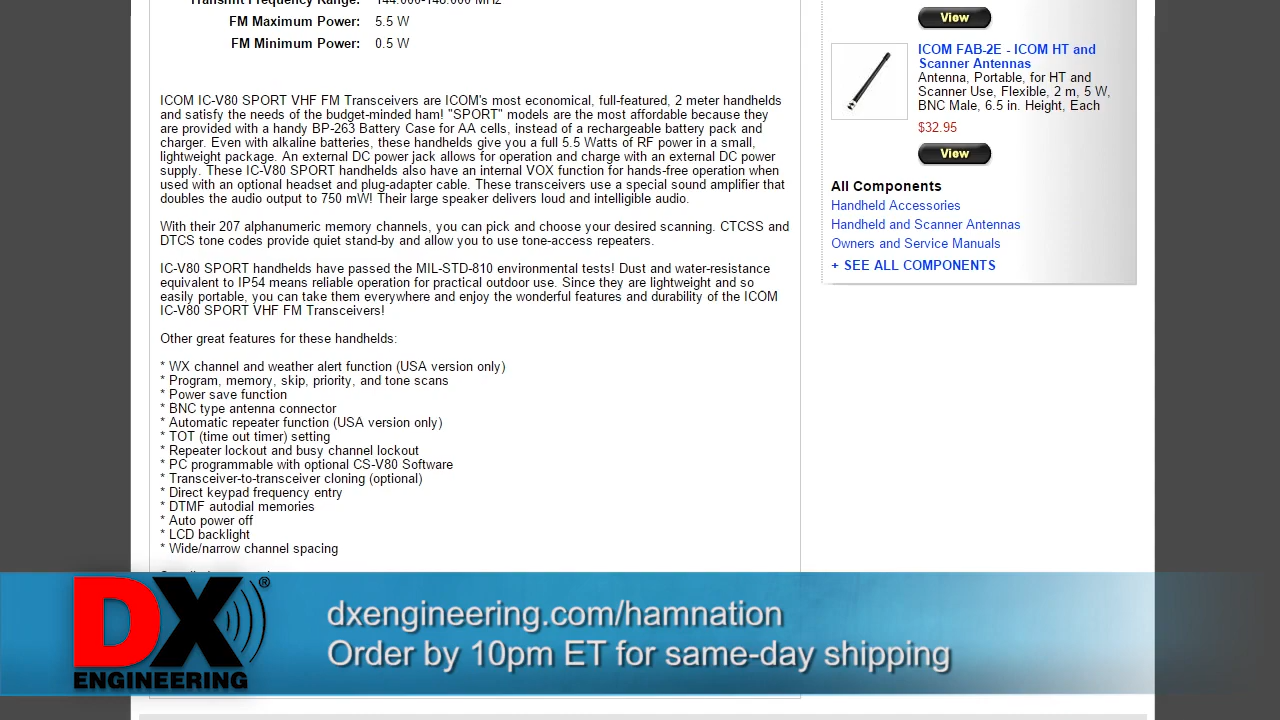 Transmit Frequency Range: 144.000-148.000 MHz
FM Maximum Power: 5.5 W
FM Minimum Power: 0.5 W
ICOM IC-V80 SPORT VHF FM Transceivers are ICOM's most economical, full-featured, 2 meter handhelds
and satisfy the needs of the budget-minded ham! "SPORT" models are the most affordable because they
are provided with a handy BP-263 Battery Case for AA cells, instead of a rechargeable battery pack and
charger. Even with alkaline batteries, these handhelds give you a full 5.5 Watts of RF power in a small,
lightweight package. An external DC power jack allows for operation and charge with an external DC power
supply. These IC-V80 SPORT handhelds also have an internal VOX function for hands-free operation when
used with an optional headset and plug-adapter cable. These transceivers use a special sound amplifier that
doubles the audio output to 750 mW! Their large speaker delivers loud and intelligible audio.
With their 207 alphanumeric memory channels, you can pick and choose your desired scanning. CTCSS and
DTCS tone codes provide quiet stand-by and allow you to use tone-access repeaters.
IC-V80 SPORT handhelds have passed the MIL-STD-810 environmental tests! Dust and water-resistance
equivalent to IP54 means reliable operation for practical outdoor use. Since they are lightweight and so
easily portable, you can take them everywhere and enjoy the wonderful features and durability of the ICOM
IC-V80 SPORT VHF FM Transceivers!
Other great features for these handhelds:
* WX channel and weather alert function (USA version only)
* Program, memory, skip, priority, and tone scans
* Power save function
* BNC type antenna connector
* Automatic repeater function (USA version only)
* TOT (time out timer) setting
* Repeater lockout and busy channel lockout
* PC programmable with optional CS-V80 Software
* Transceiver-to-transceiver cloning (optional)
* Direct keypad frequency entry
* DTMF autodial memories
* Auto power off
* LCD backlight
* Wide/narrow channel spacing
View
ICOM FAB-2E - ICOM HT and
Scanner Antennas
Antenna, Portable, for HT and
Scanner Use, Flexible, 2 m, 5 W,
BNC Male, 6.5 in. Height, Each
$32.95
View
All Components
Handheld Accessories
Handheld and Scanner Antennas
Owners and Service Manuals
+ SEE ALL COMPONENTS
DX®
ENGINEERING
dxengineering.com/hamnation
Order by 10pm ET for same-day shipping